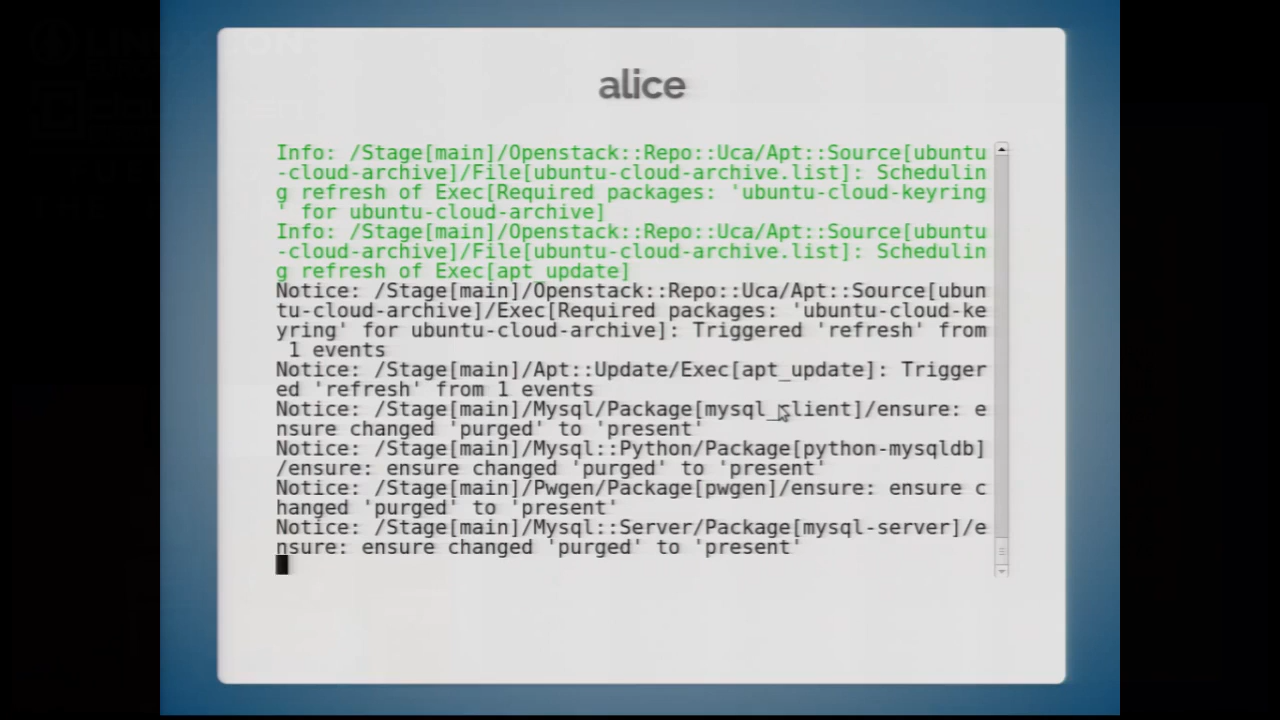 alice
Info: /Stage[main]/Openstack::Repo::Uca/Apt::Source[ubuntu
-cloud-archive]/File[ubuntu-cloud-archive.list]: Schedulin
g refresh of Exec[Required packages: 'ubuntu-cloud-keyring
' for ubuntu-cloud-archive]
Info: /Stage[main]/Openstack::Repo::Uca/Apt::Source[ubuntu
-cloud-archive]/File[ubuntu-cloud-archive.list]: Schedulin
g refresh of Exec[apt_update]
Notice: /Stage[main]/Openstack::Repo::Uca/Apt::Source[ubun
tu-cloud-archive]/Exec[Required packages: 'ubuntu-cloud-ke
yring' for ubuntu-cloud-archive]: Triggered 'refresh' from
 1 events
Notice: /Stage[main]/Apt::Update/Exec[apt_update]: Trigger
ed 'refresh' from 1 events
Notice: /Stage[main]/Mysql/Package[mysql_client]/ensure: e
nsure changed 'purged' to 'present'
Notice: /Stage[main]/Mysql::Python/Package[python-mysqldb]
/ensure: ensure changed 'purged' to 'present'
Notice: /Stage[main]/Pwgen/Package[pwgen]/ensure: ensure c
hanged 'purged' to 'present'
Notice: /Stage[main]/Mysql::Server/Package[mysql-server]/e
nsure: ensure changed 'purged' to 'present'